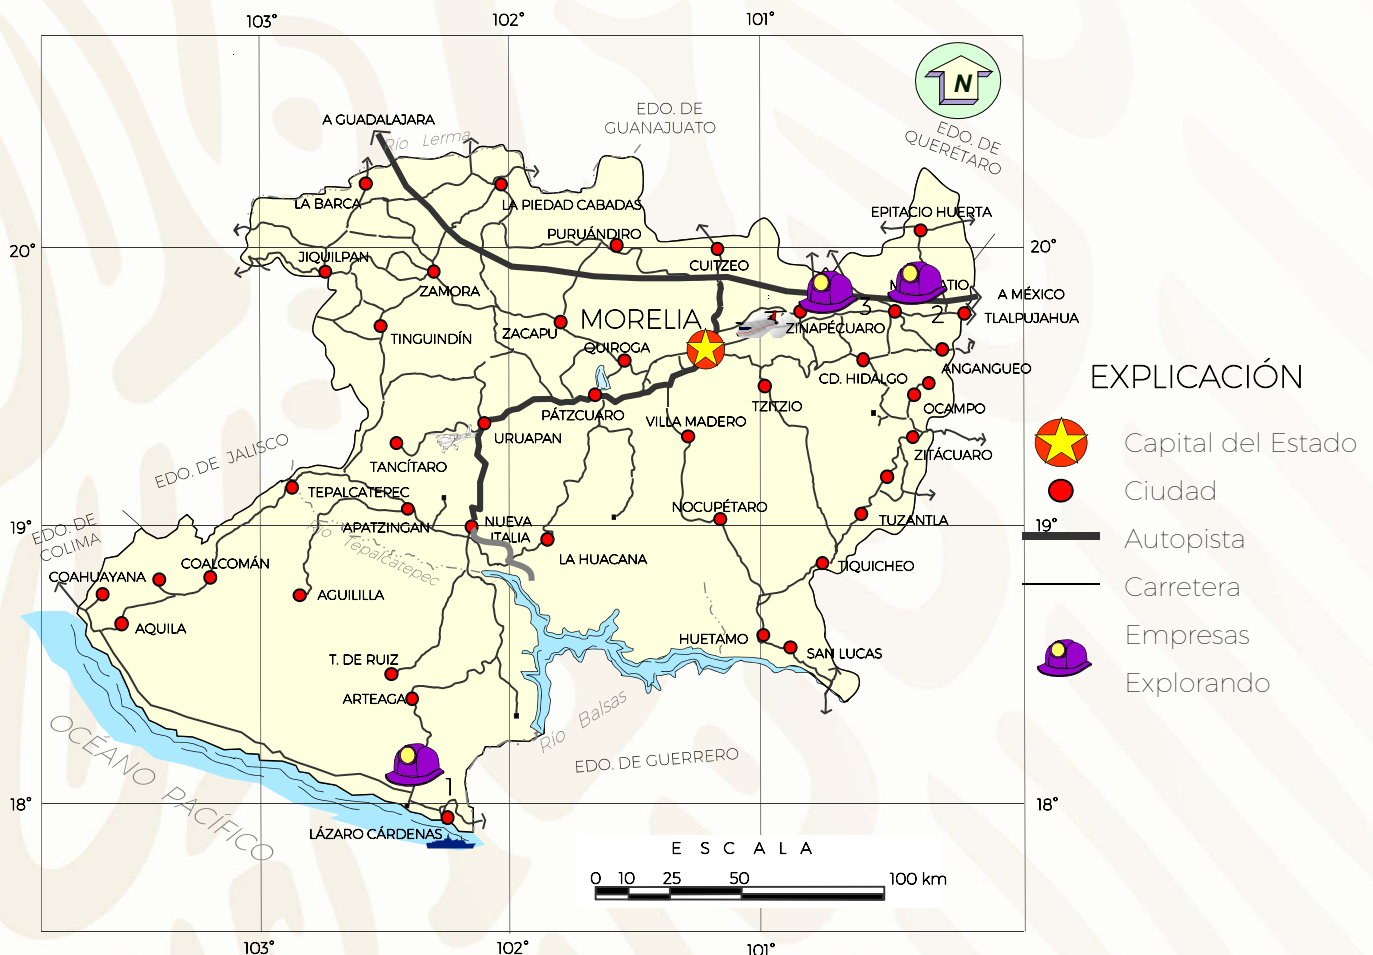 103°
102°
101°
N
A GUADALAJARA
Río Lerma
EDO. DE
GUANAJUATO
EDO. DE
QUERÉTARO
LA BARCA
LA PIEDAD CABADAS
EPITACIO HUERTA
PURUÁNDIRO
20°
20°
JIQUILPAN
CUITZEO
ZAMORA
A MÉXICO
3
2
TLALPUJAHUA
MORELIA
ZINAPÉCUARO
TINGUINDÍN
ZACAPU
QUIROGA
ANGANGUEO
CD. HIDALGO
EXPLICACIÓN
TZITZIO
OCAMPO
PÁTZCUARO
VILLA MADERO
URUAPAN
Capital del Estado
EDO. DE JALISCO
ZITÁCUARO
TANCÍTARO
Ciudad
TEPALCATEPEC
NOCUPÉTARO
TUZANTLA
EDO. DE
COLIMA
19°
APATZINGAN
NUEVA
ITALIA
19°
Autopista
Río Tepalcatepec
LA HUACANA
COALCOMÁN
TIQUICHEO
COAHUAYANA
Carretera
AGUILILLA
AQUILA
HUETAMO
Empresas
Explorando
SAN LUCAS
T. DE RUIZ
ARTEAGA
Río Balsas
OCÉANO PACÍFICO
EDO. DE GUERRERO
1
18°
18°
LÁZARO CÁRDENAS
ESCALA
0 10 25 50 100 km
103°
102°
101°